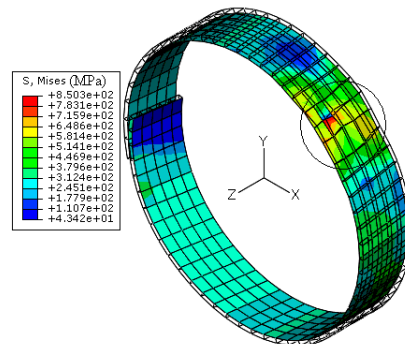 S, Mises (MPa)
+8.503e+02
+7.831e+02
+7.159e+02
+6.486e+02
+5.814e+02
+5.141e+02
+4.469e+02
+3.796e+02
+3.124e+02
+2.451e+02
+1.779e+02
+1.107e+02
+4.342e+01
Y
Z
X